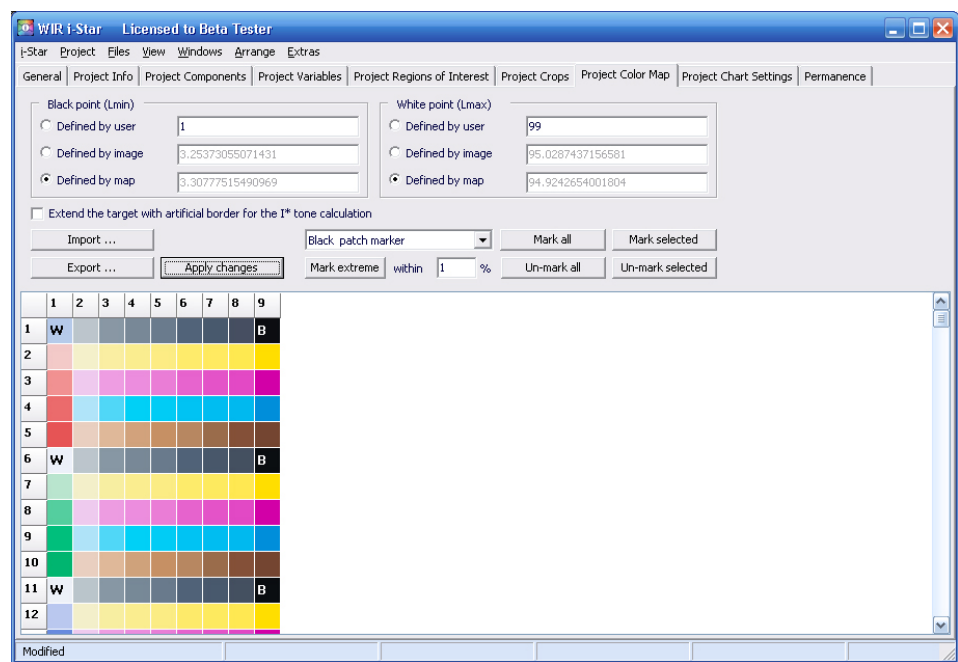 WIR i-Star Licensed to Beta Tester
i-Star Project Files View Windows Arrange Extras
General Project Info Project Components Project Variables Project Regions of Interest Project Crops Project Color Map Project Chart Settings Permanence
Black point (Lmin) White point (Lmax)
Defined by user 1 Defined by user 99
Defined by image 3.25373055071431 Defined by image 95.0287437156581
Defined by map 3.30777515490969 Defined by map 94.9242654001804
Extend the target with artificial border for the I* tone calculation
Import ... Black patch marker Mark all Mark selected
Export ... Apply changes Mark extreme within 1 % Un-mark all Un-mark selected
1 2 3 4 5 6 7 8 9
1 W B
2
3
4
5
6 W B
7
8
9
10
11 W B
12
Modified